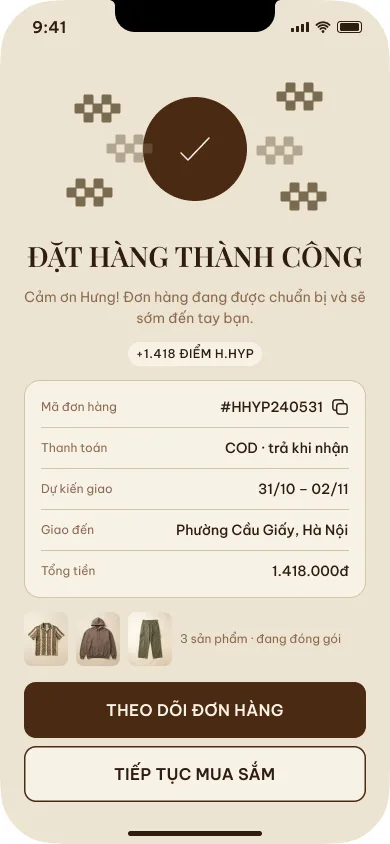 9:41
ĐẶT HÀNG THÀNH CÔNG
Cảm ơn Hưng! Đơn hàng đang được chuẩn bị và sẽ
sớm đến tay bạn.
+1.418 ĐIỂM H.HYP
Mã đơn hàng #HHYP240531
Thanh toán COD · trả khi nhận
Dự kiến giao 31/10 – 02/11
Giao đến Phường Cầu Giấy, Hà Nội
Tổng tiền 1.418.000đ
3 sản phẩm · đang đóng gói
THEO DÕI ĐƠN HÀNG
TIẾP TỤC MUA SẮM